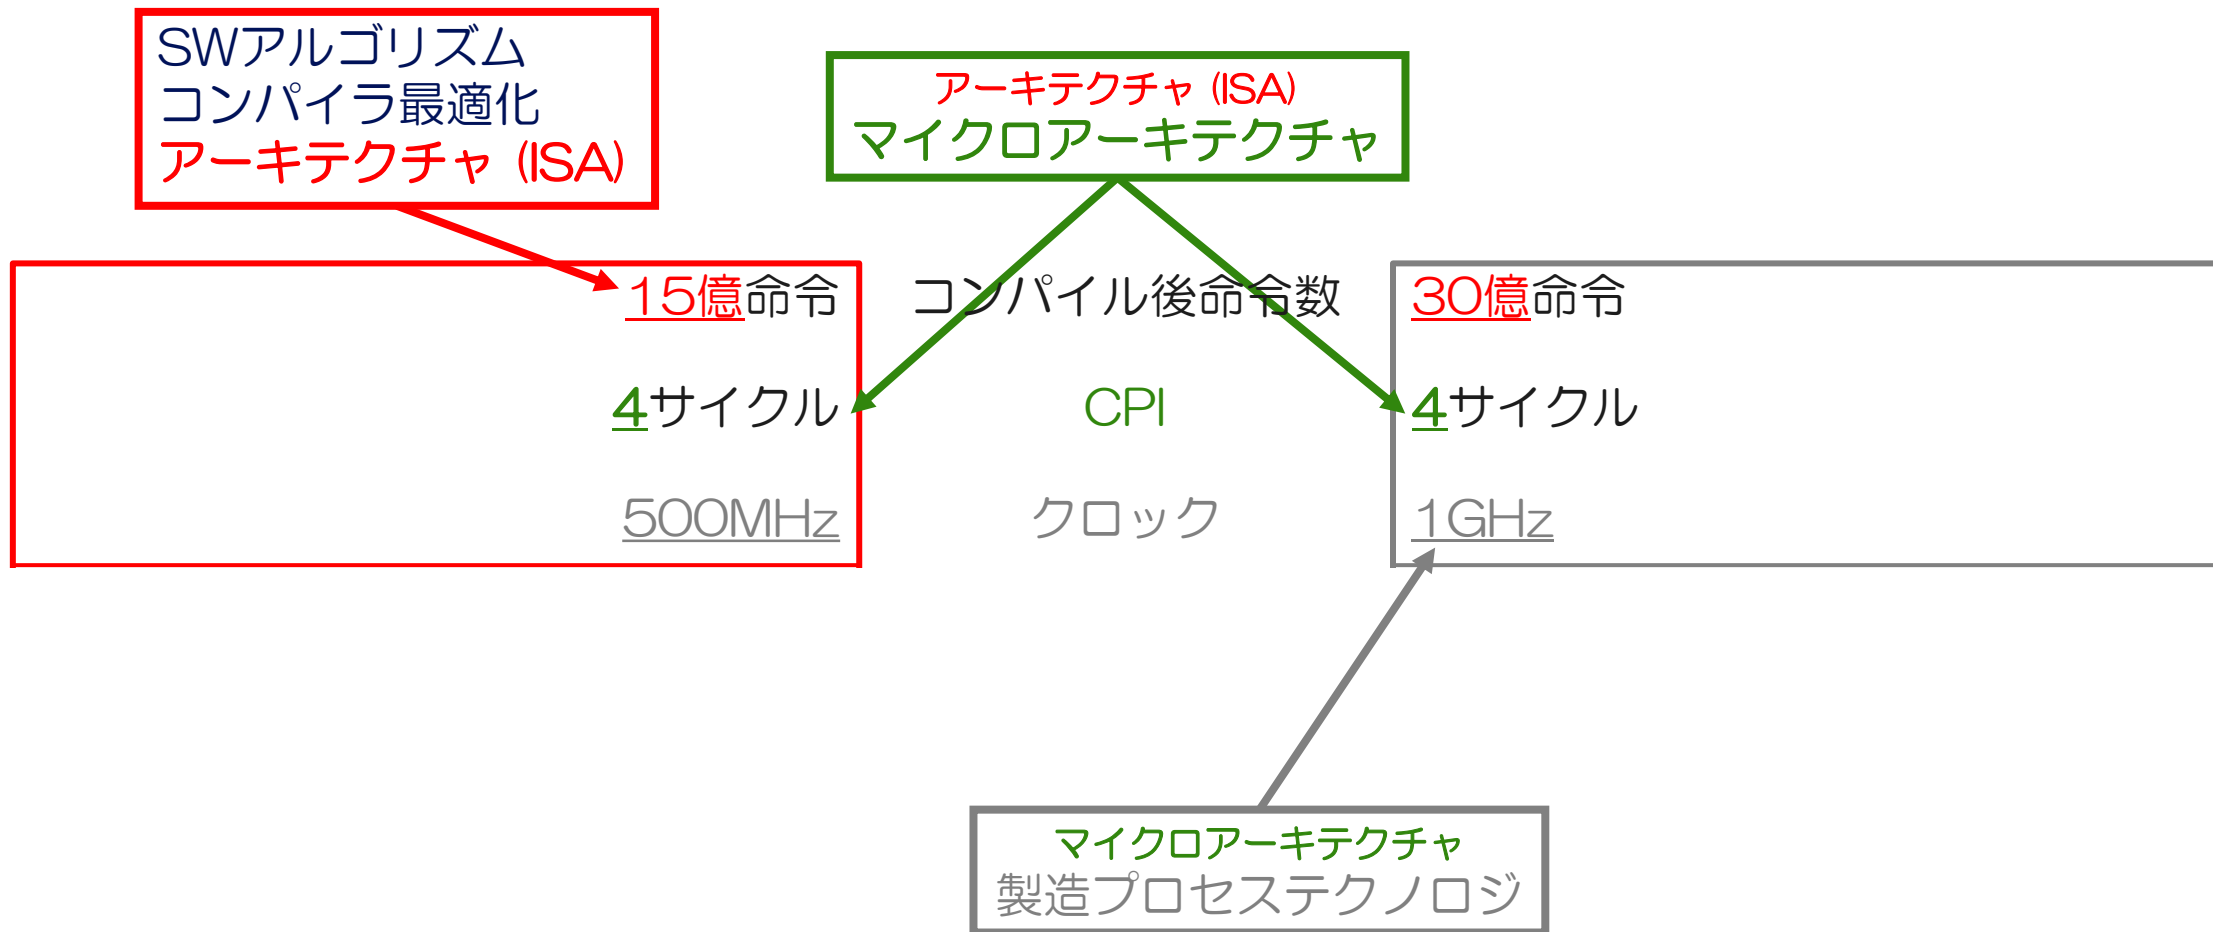 SWアルゴリズム
コンパイラ最適化
アーキテクチャ (ISA)
アーキテクチャ (ISA)
マイクロアーキテクチャ
15億命令 コンパイル後命令数 30億命令
4サイクル CPI 4サイクル
500MHz クロック 1GHz
マイクロアーキテクチャ
製造プロセステクノロジ